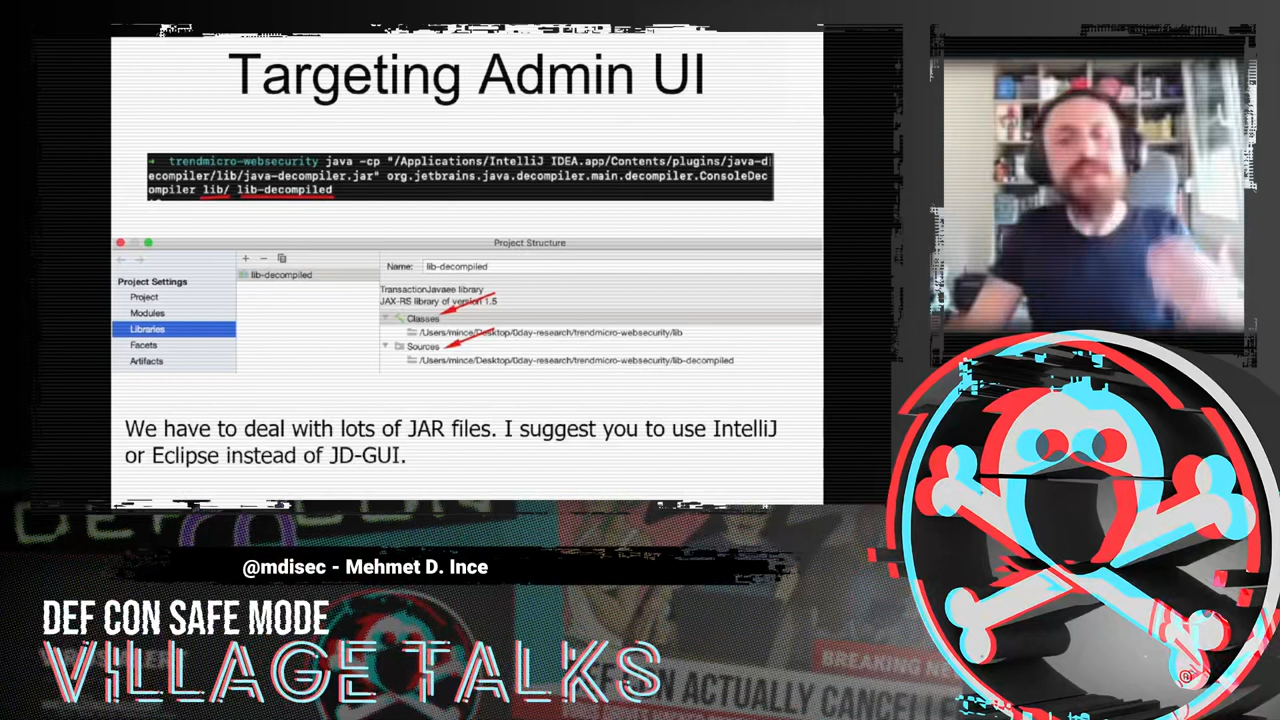 Targeting Admin UI
→ trendmicro-websecurity java -cp "/Applications/IntelliJ IDEA.app/Contents/plugins/java-d
ecompiler/lib/java-decompiler.jar" org.jetbrains.java.decompiler.main.decompiler.ConsoleDec
ompiler lib/ lib-decompiled
Project Structure
Project Settings
Project
Modules
Libraries
Facets
Artifacts
lib-decompiled
Name: lib-decompiled
TransactionJavaee library
JAX-RS library of version 1.5
Classes
/Users/mince/Desktop/0day-research/trendmicro-websecurity/lib
Sources
/Users/mince/Desktop/0day-research/trendmicro-websecurity/lib-decompiled
We have to deal with lots of JAR files. I suggest you to use IntelliJ
or Eclipse instead of JD-GUI.
@mdisec - Mehmet D. Ince
DEF CON SAFE MODE
VILLAGE TALKS
DEF CON
BREAKING NE
CON ACTUALLY CANCELLE
®